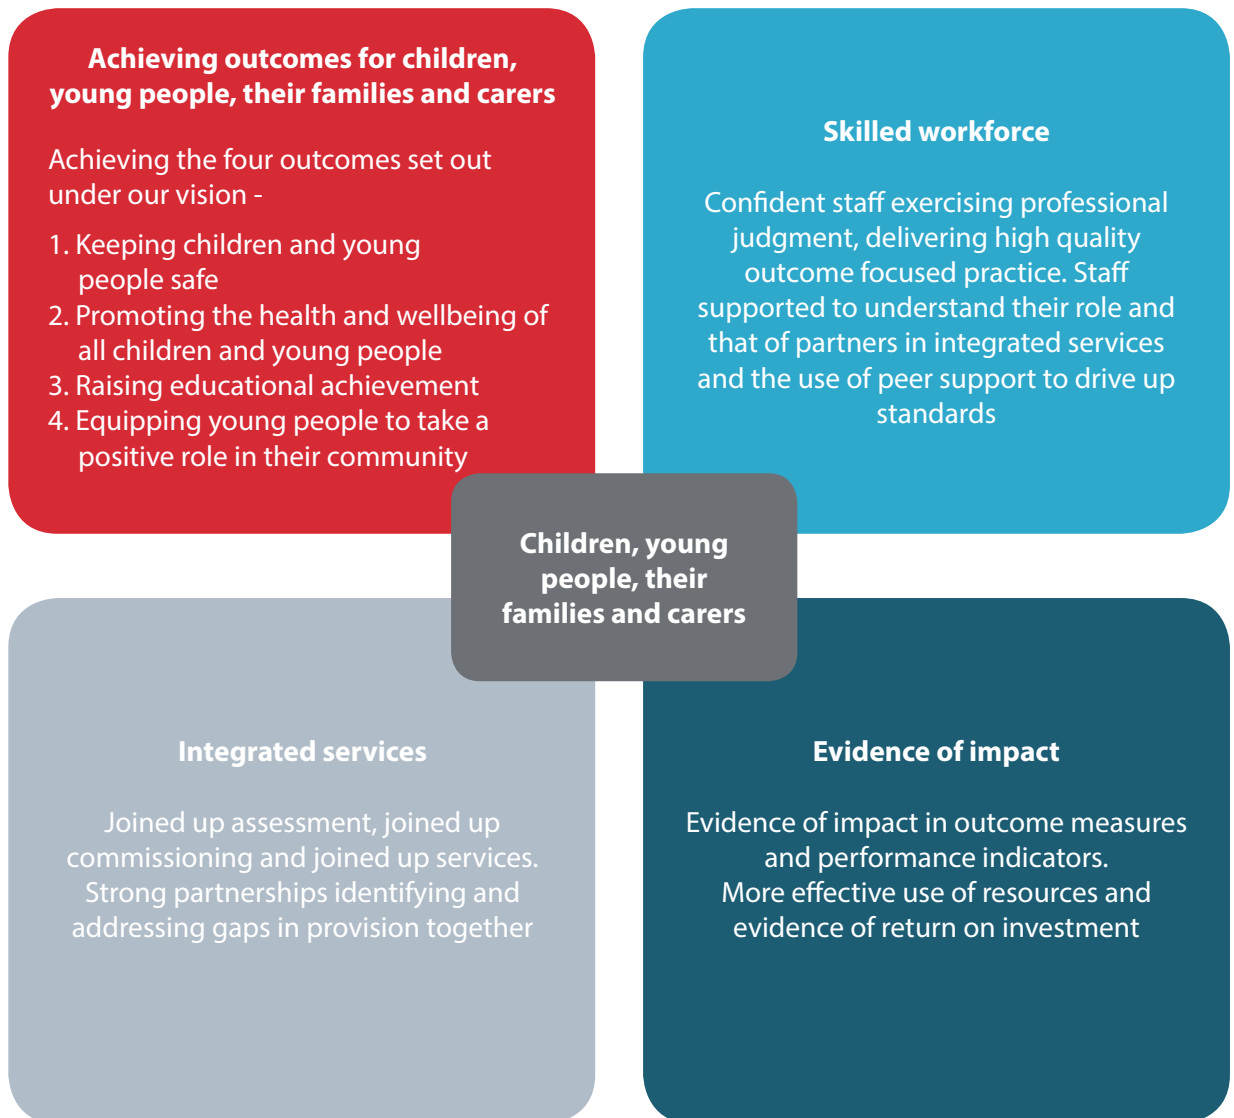 Achieving outcomes for children,
young people, their families and carers
Achieving the four outcomes set out
under our vision -
1. Keeping children and young
people safe
2. Promoting the health and wellbeing of
all children and young people
3. Raising educational achievement
4. Equipping young people to take a
positive role in their community
Skilled workforce
Confident staff exercising professional
judgment, delivering high quality
outcome focused practice. Staff
supported to understand their role and
that of partners in integrated services
and the use of peer support to drive up
standards
Children, young
people, their
families and carers
Integrated services
Joined up assessment, joined up
commissioning and joined up services.
Strong partnerships identifying and
addressing gaps in provision together
Evidence of impact
Evidence of impact in outcome measures
and performance indicators.
More effective use of resources and
evidence of return on investment